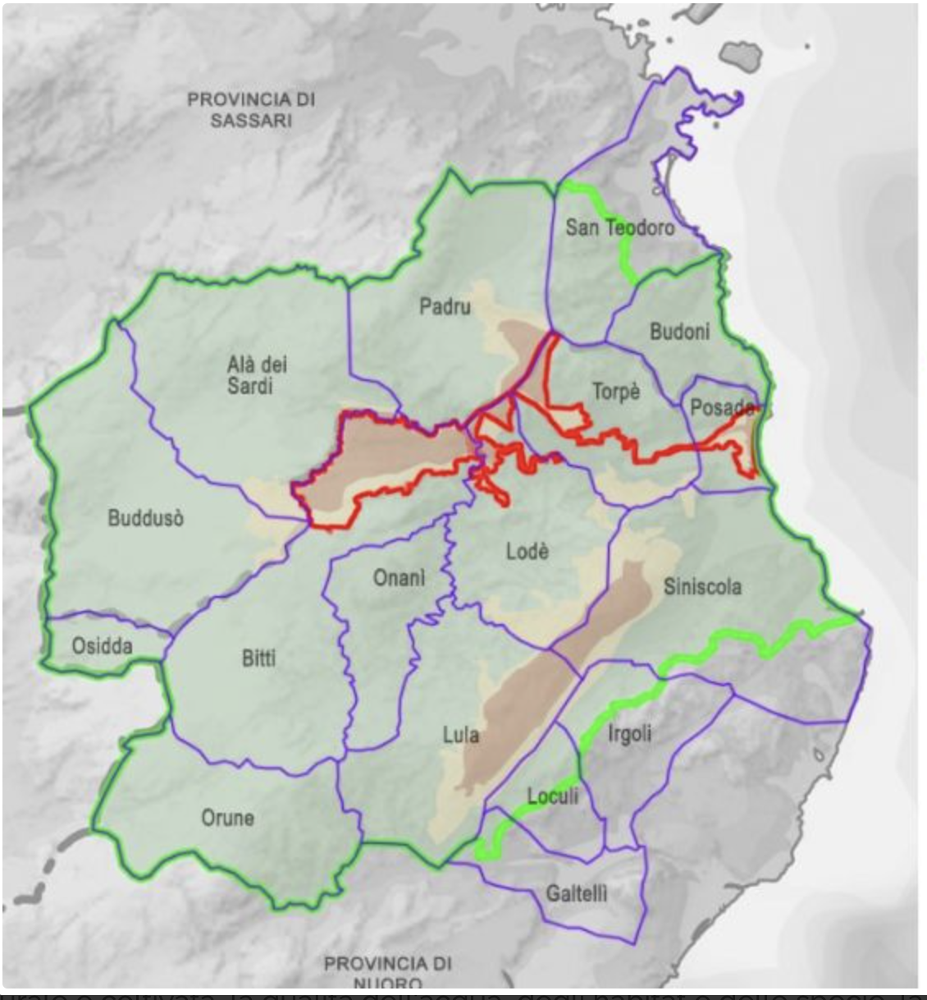 PROVINCIA DI
SASSARI
San Teodoro
Padru
Budoni
Alà dei
Sardi
Torpè
Posada
Buddusò
Lodè
Onanì
Siniscola
Osidda
Bitti
Lula
Irgoli
Loculi
Orune
Galtellì
PROVINCIA DI
NUORO